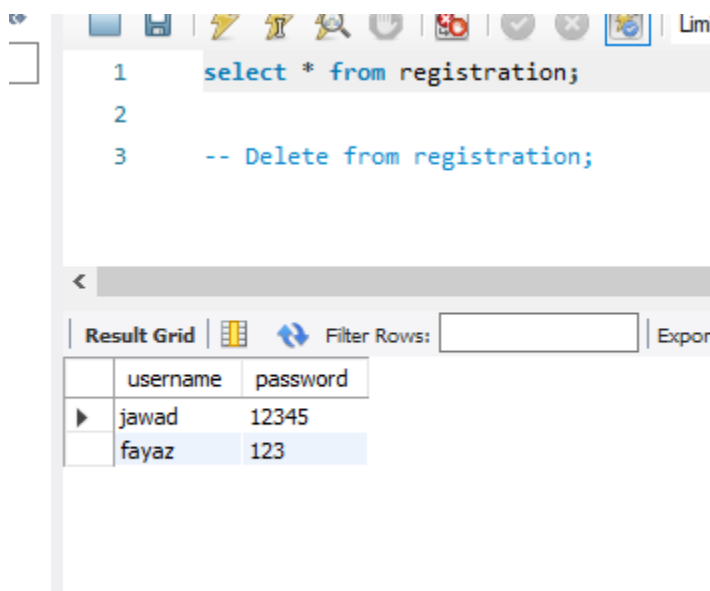 Lim
1 select * from registration;
2
3 -- Delete from registration;
Result Grid Filter Rows: Expor
username password
jawad 12345
fayaz 123